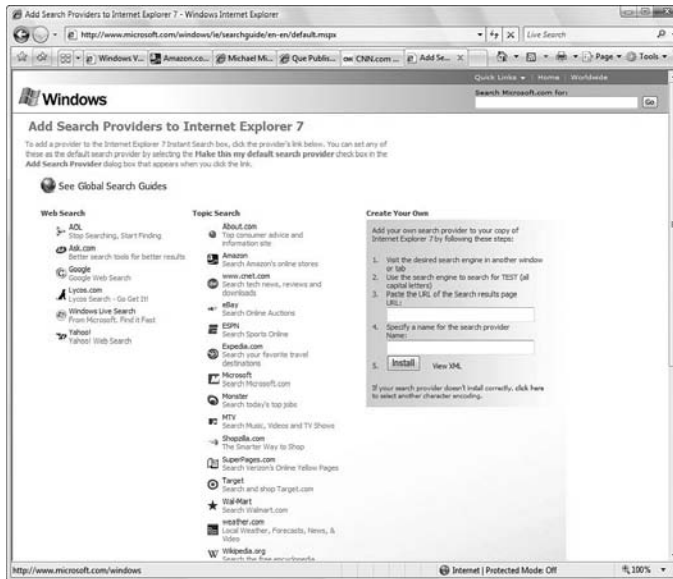 Add Search Providers to Internet Explorer 7 - Windows Internet Explorer
http://www.microsoft.com/windows/ie/searchguide/en-en/default.mspx
Live Search
Windows V...
Amazon.co...
Michael Mi...
Que Publis...
CNN.com ...
Add Se...
Page
Tools
Quick Links
Home
Worldwide
Windows
Search Microsoft.com for:
Go
Add Search Providers to Internet Explorer 7
To add a provider to the Internet Explorer 7 Instant Search box, click the provider's link below. You can set any of
these as the default search provider by selecting the Make this my default search provider check box in the
Add Search Provider dialog box that appears when you click the link.
See Global Search Guides
Web Search
AOL
Stop Searching, Start Finding
Ask.com
Better search tools for better results
Google
Google Web Search
Lycos.com
Lycos Search - Go Get It!
Windows Live Search
From Microsoft. Find it Fast
Yahoo!
Yahoo! Web Search
Topic Search
About.com
Top consumer advice and
information site
Amazon
Search Amazon's online stores
www.cnet.com
Search tech news, reviews and
downloads
eBay
Search Online Auctions
ESPN
Search Sports Online
Expedia.com
Search your favorite travel
destinations
Microsoft
Search Microsoft.com
Monster
Search today's top jobs
MTV
Search Music, Videos and TV Shows
Shopzilla.com
The Smarter Way to Shop
SuperPages.com
Search Verizon's Online Yellow Pages
Target
Search and shop Target.com
Wal-Mart
Search Walmart.com
weather.com
Local Weather, Forecasts, News, &
Video
Wikipedia.org
Search the free encyclopedia
Create Your Own
Add your own search provider to your copy of
Internet Explorer 7 by following these steps:
1. Visit the desired search engine in another window
or tab
2. Use the search engine to search for TEST (all
capital letters)
3. Paste the URL of the Search results page
URL:
4. Specify a name for the search provider
Name:
5. Install View XML
If your search provider doesn't install correctly, click here
to select another character encoding.
http://www.microsoft.com/windows
Internet | Protected Mode: Off
100%